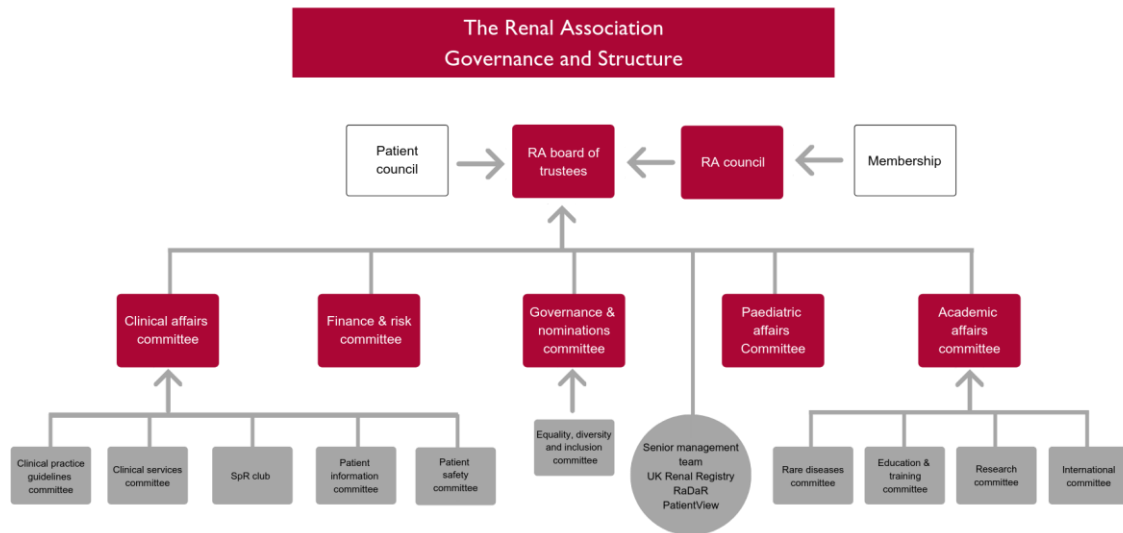 The Renal Association
Governance and Structure
Patient
council
RA board of
trustees
RA council
Membership
Clinical affairs
committee
Finance & risk
committee
Governance &
nominations
committee
Paediatric
affairs
Committee
Academic
affairs
committee
Clinical practice
guidelines
committee
Clinical services
committee
SpR club
Patient
information
committee
Patient
safety
committee
Equality, diversity
and inclusion
committee
Senior management
team
UK Renal Registry
RaDaR
PatientView
Rare diseases
committee
Education &
training
committee
Research
committee
International
committee